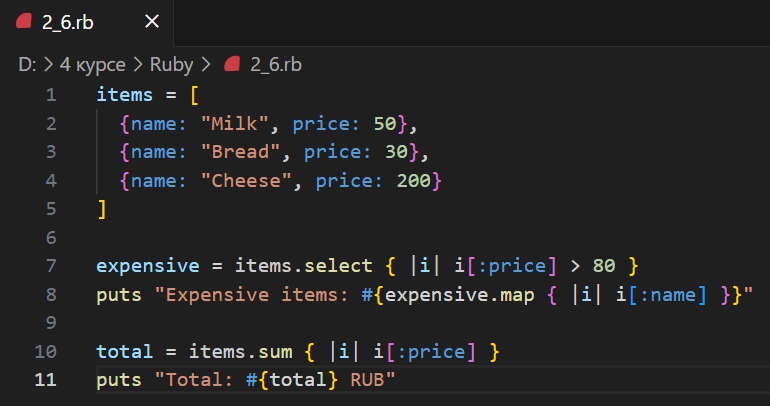 2_6.rb ×
D: > 4 курсе > Ruby > 2_6.rb
1 items = [
2   {name: "Milk", price: 50},
3   {name: "Bread", price: 30},
4   {name: "Cheese", price: 200}
5 ]
6
7 expensive = items.select { |i| i[:price] > 80 }
8 puts "Expensive items: #{expensive.map { |i| i[:name] }}"
9
10 total = items.sum { |i| i[:price] }
11 puts "Total: #{total} RUB"